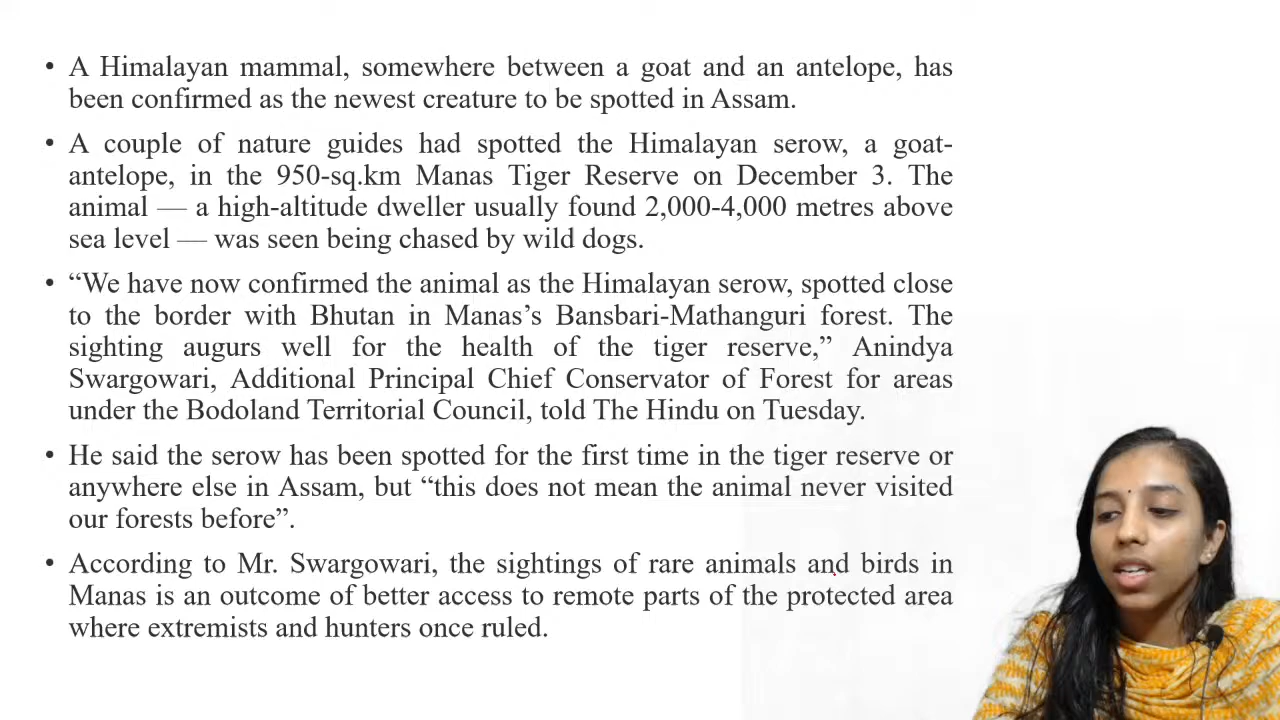 • A Himalayan mammal, somewhere between a goat and an antelope, has
been confirmed as the newest creature to be spotted in Assam.
• A couple of nature guides had spotted the Himalayan serow, a goat-
antelope, in the 950-sq.km Manas Tiger Reserve on December 3. The
animal — a high-altitude dweller usually found 2,000-4,000 metres above
sea level — was seen being chased by wild dogs.
• “We have now confirmed the animal as the Himalayan serow, spotted close
to the border with Bhutan in Manas’s Bansbari-Mathanguri forest. The
sighting augurs well for the health of the tiger reserve,” Anindya
Swargowari, Additional Principal Chief Conservator of Forest for areas
under the Bodoland Territorial Council, told The Hindu on Tuesday.
• He said the serow has been spotted for the first time in the tiger reserve or
anywhere else in Assam, but “this does not mean the animal never visited
our forests before”.
• According to Mr. Swargowari, the sightings of rare animals and birds in
Manas is an outcome of better access to remote parts of the protected area
where extremists and hunters once ruled.